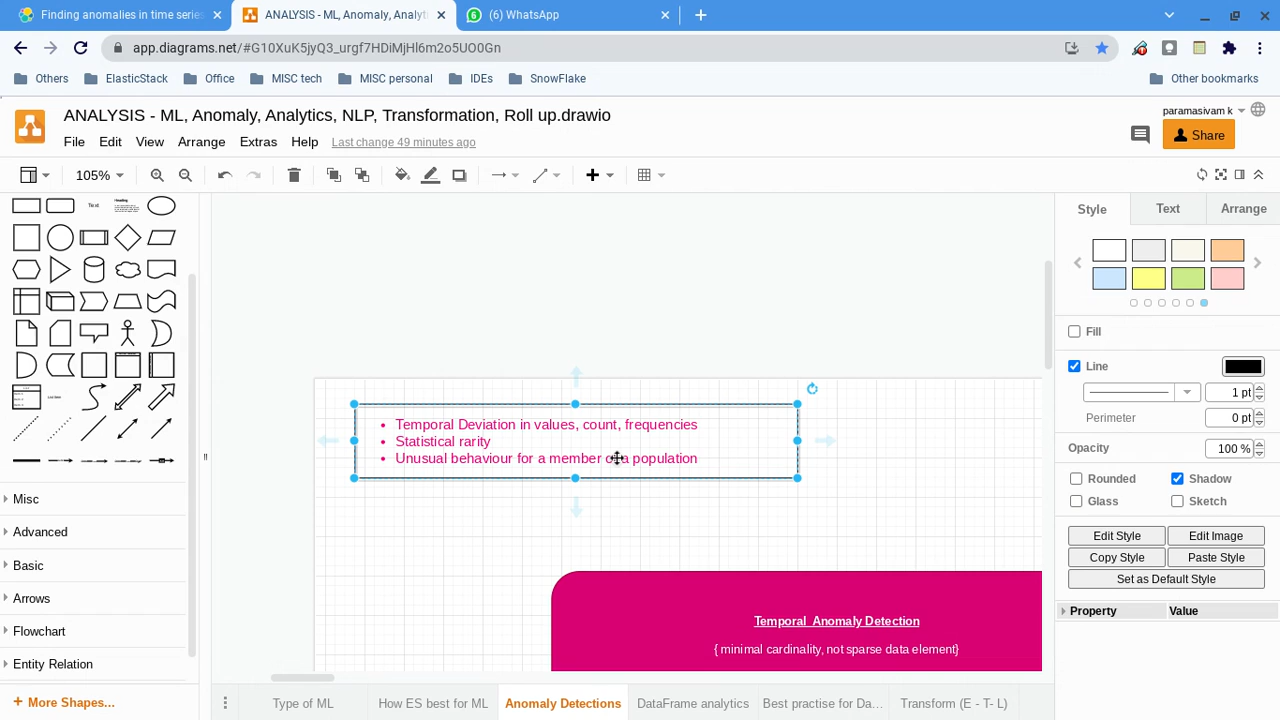 Finding anomalies in time series
ANALYSIS - ML, Anomaly, Analyti
(6) WhatsApp
app.diagrams.net/#G10XuK5jyQ3_urgf7HDiMjHl6m2o5UO0Gn
Others
ElasticStack
Office
MISC tech
MISC personal
IDEs
SnowFlake
Other bookmarks
ANALYSIS - ML, Anomaly, Analytics, NLP, Transformation, Roll up.drawio
paramasivam k
File Edit View Arrange Extras Help Last change 49 minutes ago
Share
105%
Text
Heading
Style Text Arrange
Fill
Line
1 pt
Perimeter 0 pt
Opacity 100 %
Rounded Shadow
Glass Sketch
Edit Style Edit Image
Copy Style Paste Style
Set as Default Style
Property Value
Misc
Advanced
Basic
Arrows
Flowchart
Entity Relation
+ More Shapes...
• Temporal Deviation in values, count, frequencies
• Statistical rarity
• Unusual behaviour for a member of a population
Temporal Anomaly Detection
{ minimal cardinality, not sparse data element}
Type of ML
How ES best for ML
Anomaly Detections
DataFrame analytics
Best practise for Da...
Transform (E - T- L)